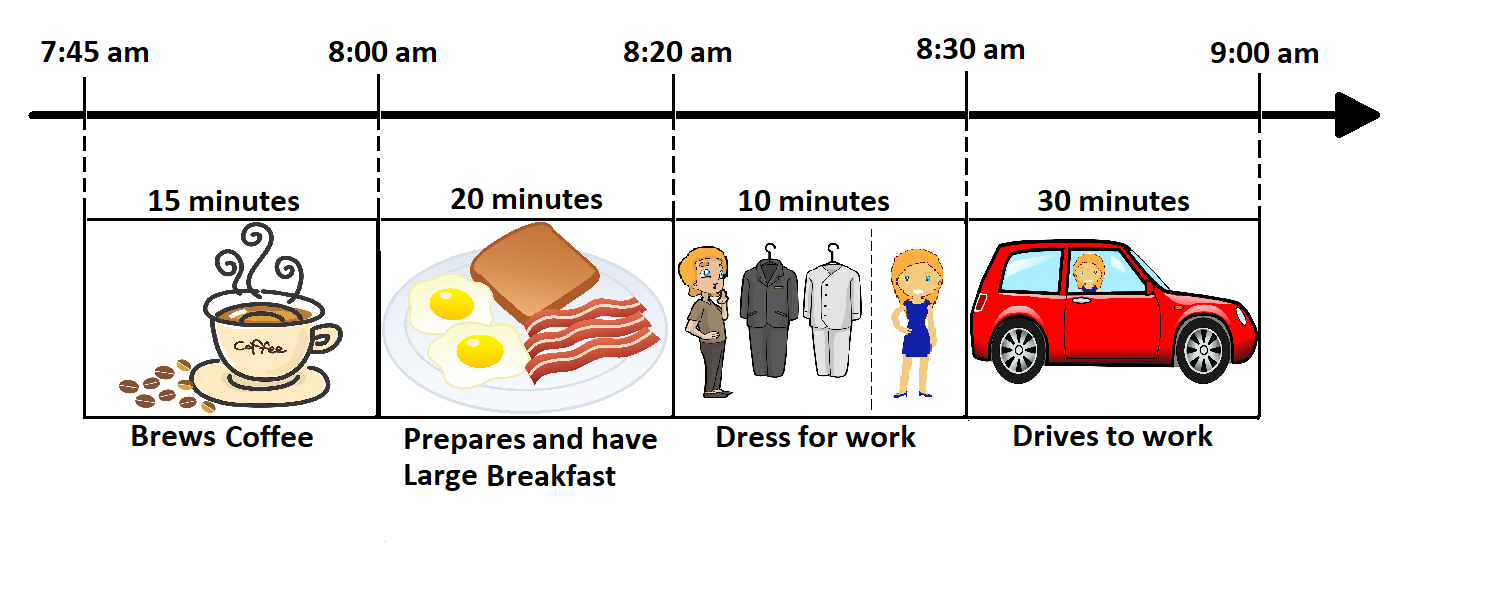 7:45 am 8:00 am 8:20 am 8:30 am 9:00 am
15 minutes 20 minutes 10 minutes 30 minutes
Coffee
Brews Coffee
Prepares and have
Large Breakfast
Dress for work
Drives to work